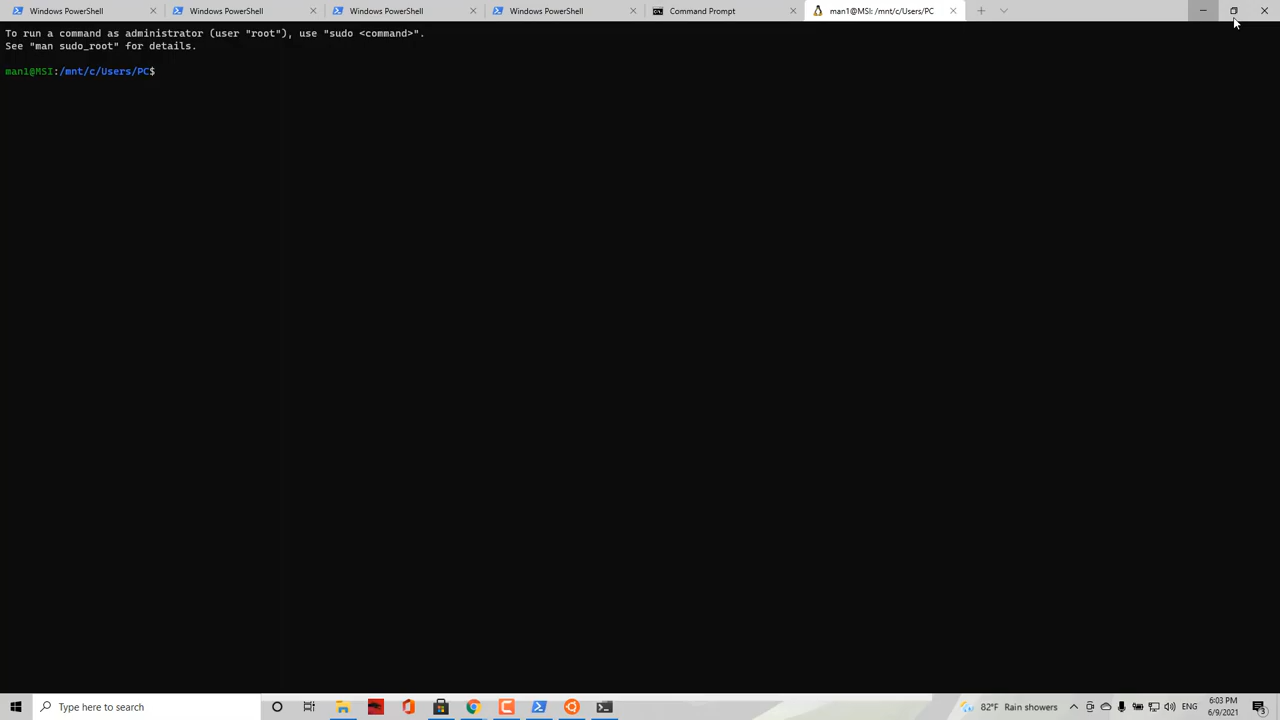 Windows PowerShell
Windows PowerShell
Windows PowerShell
Windows PowerShell
Command Prompt
man1@MSI: /mnt/c/Users/PC
To run a command as administrator (user "root"), use "sudo <command>".
See "man sudo_root" for details.
man1@MSI:/mnt/c/Users/PC$
Type here to search
82°F Rain showers
ENG
6:03 PM
6/9/2021
3